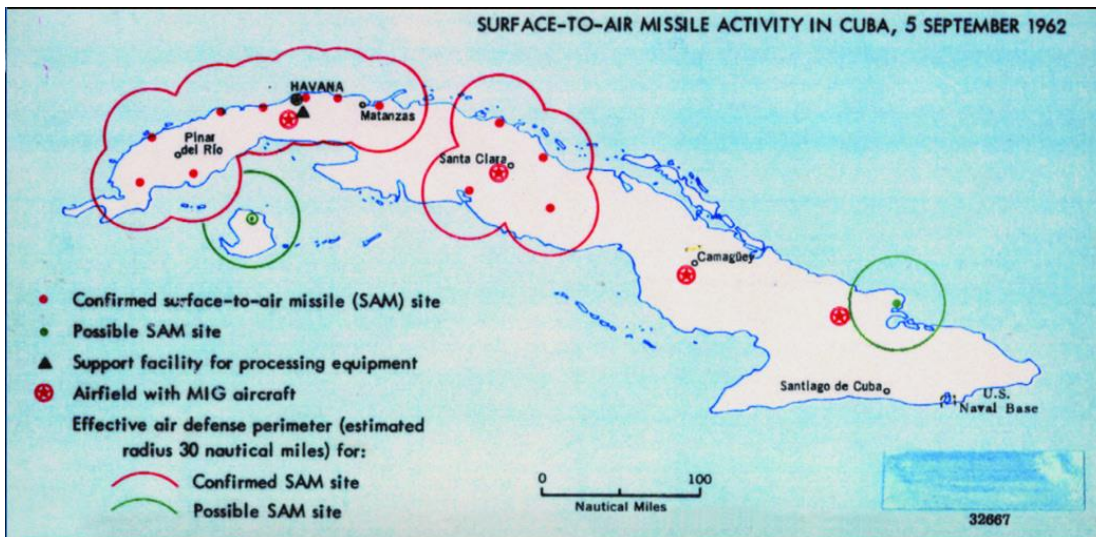 SURFACE-TO-AIR MISSILE ACTIVITY IN CUBA, 5 SEPTEMBER 1962
HAVANA
Matanzas
Pinar
del Río
Santa Clara
Camagüey
Santiago de Cuba
U.S.
Naval Base
Confirmed surface-to-air missile (SAM) site
Possible SAM site
Support facility for processing equipment
Airfield with MIG aircraft
Effective air defense perimeter (estimated
radius 30 nautical miles) for:
Confirmed SAM site
Possible SAM site
0 100
Nautical Miles
32667